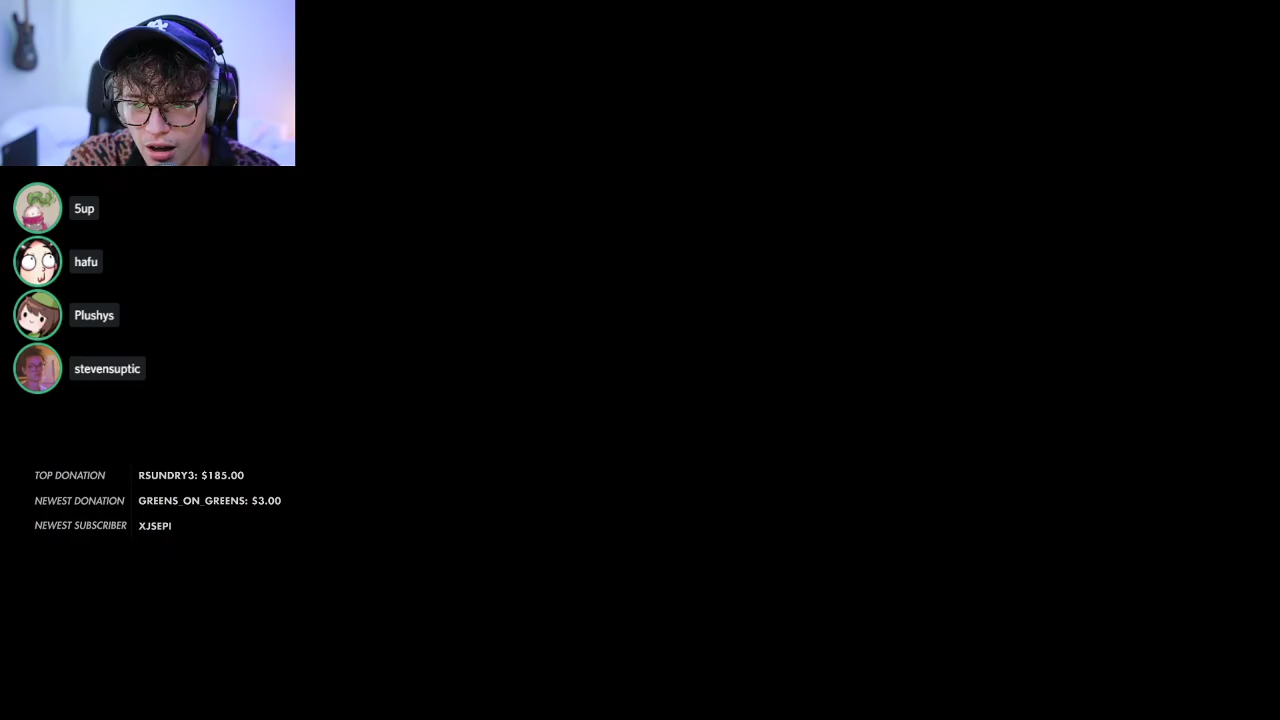 5up
hafu
Plushys
stevensuptic
TOP DONATION RSUNDRY3: $185.00
NEWEST DONATION GREENS_ON_GREENS: $3.00
NEWEST SUBSCRIBER XJSEPI